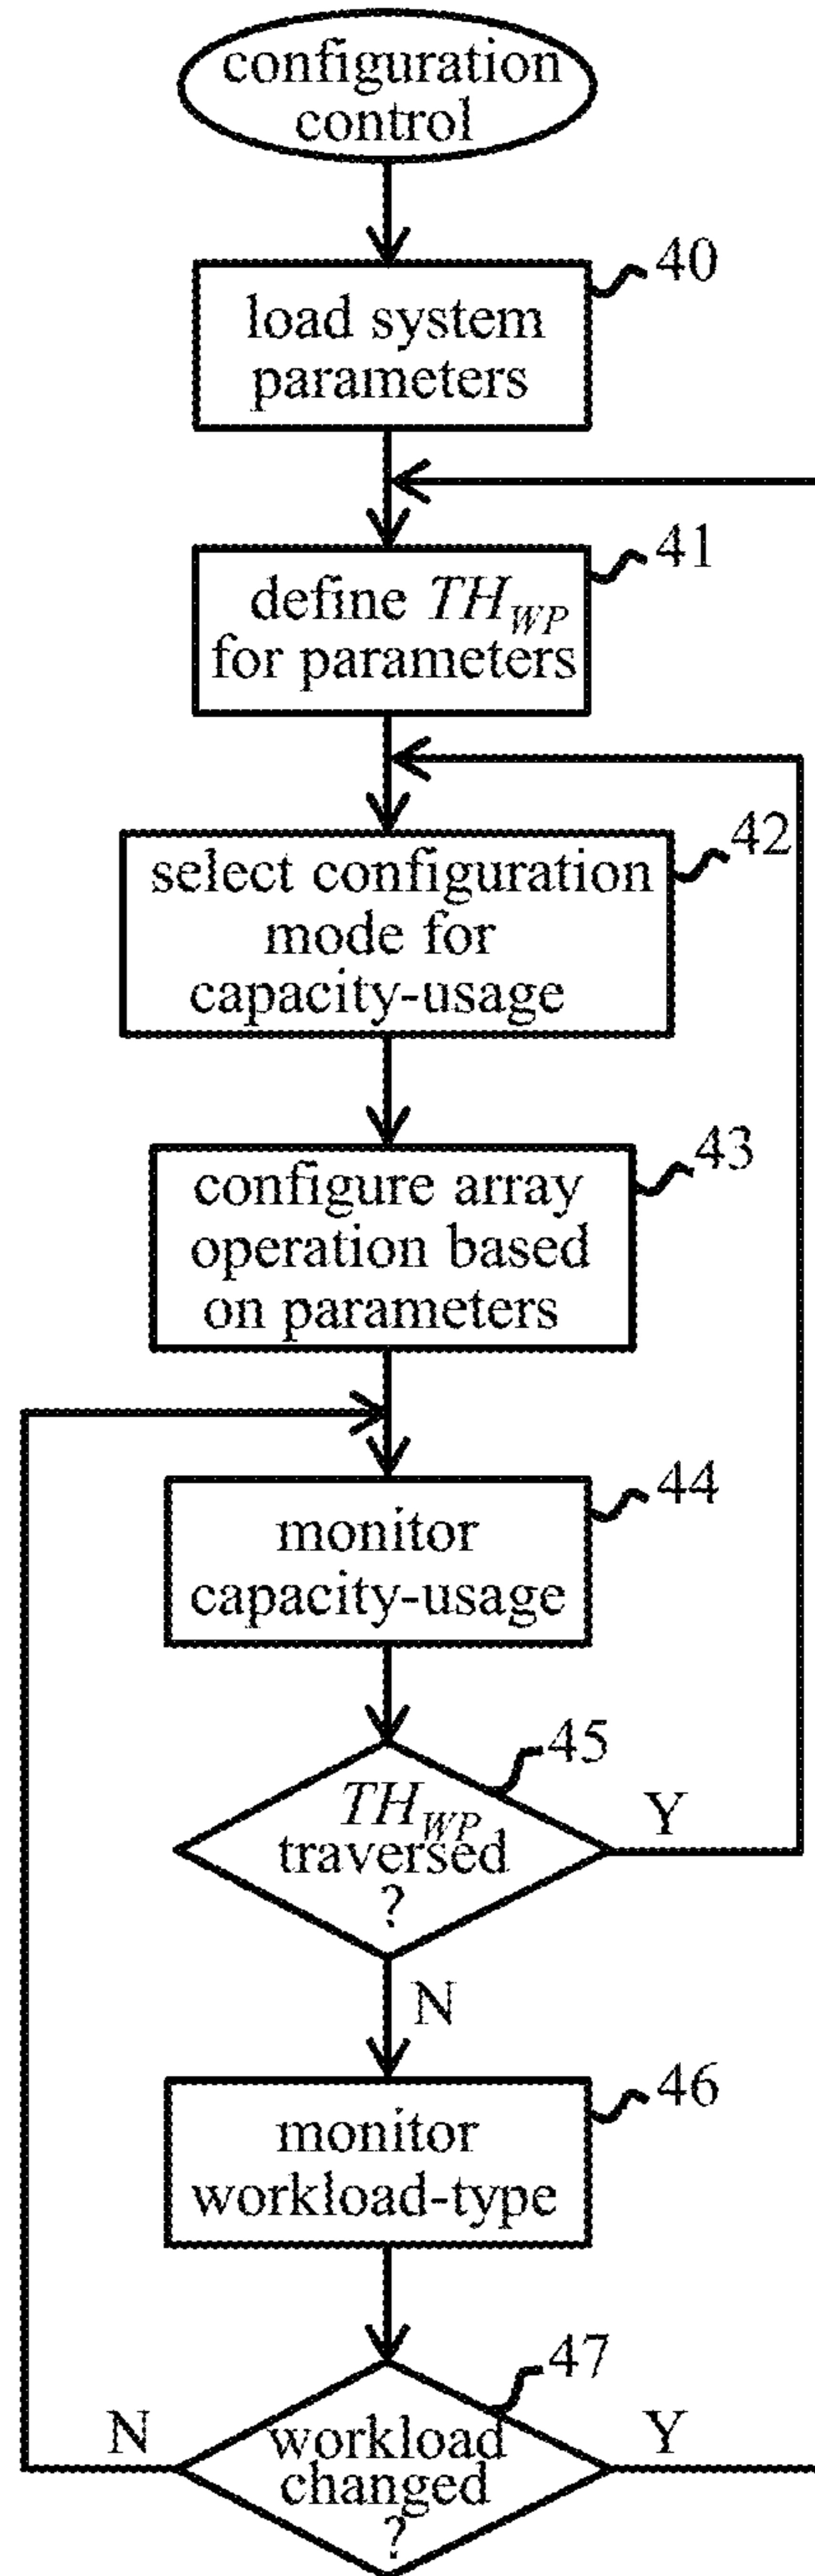 configuration
control
40
load system
parameters
41
define TH_WP
for parameters
42
select configuration
mode for
capacity-usage
43
configure array
operation based
on parameters
44
monitor
capacity-usage
45
TH_WP
traversed
?
Y
N
46
monitor
workload-type
47
N
workload
changed
?
Y